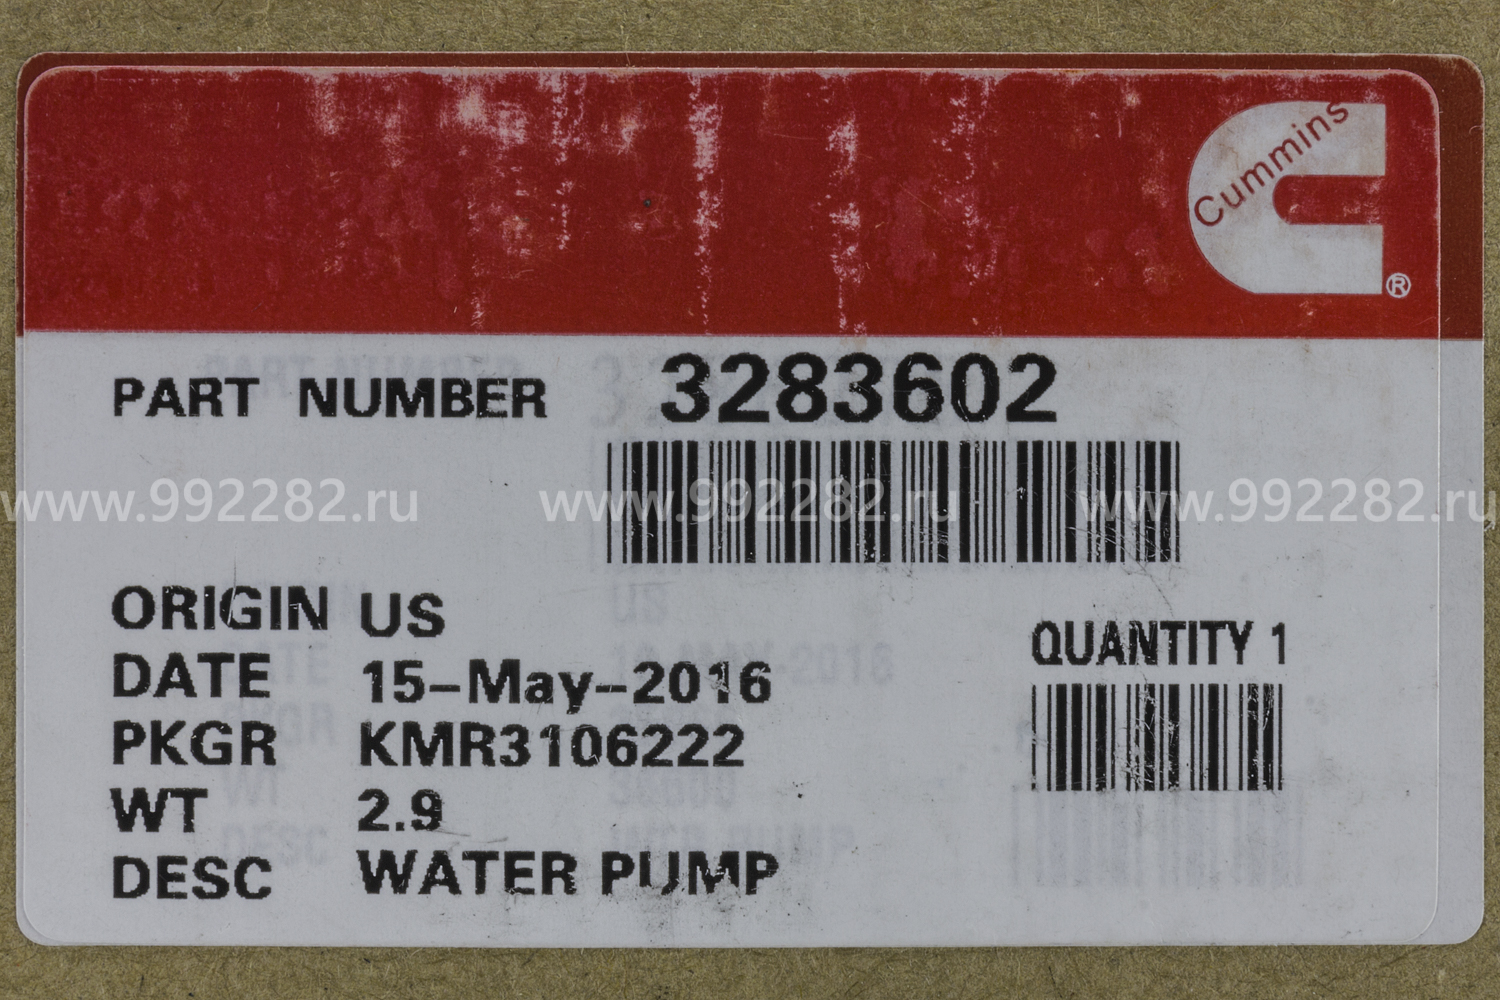 Cummins
®
PART NUMBER 3283602
www.992282.ru www.992282.ru www.992282.ru
ORIGIN US
QUANTITY 1
DATE 15-May-2016
PKGR KMR3106222
WT 2.9
DESC WATER PUMP